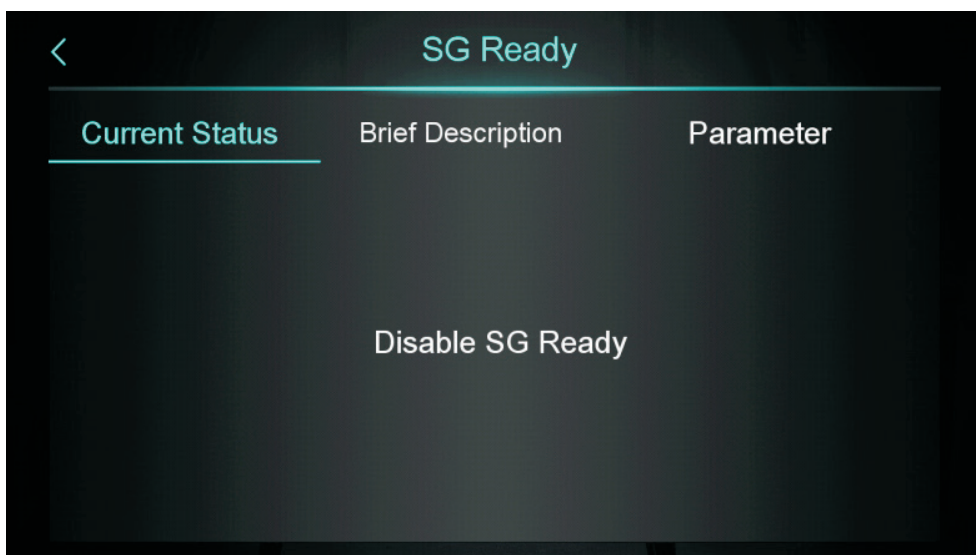 SG Ready
Current Status Brief Description Parameter
Disable SG Ready